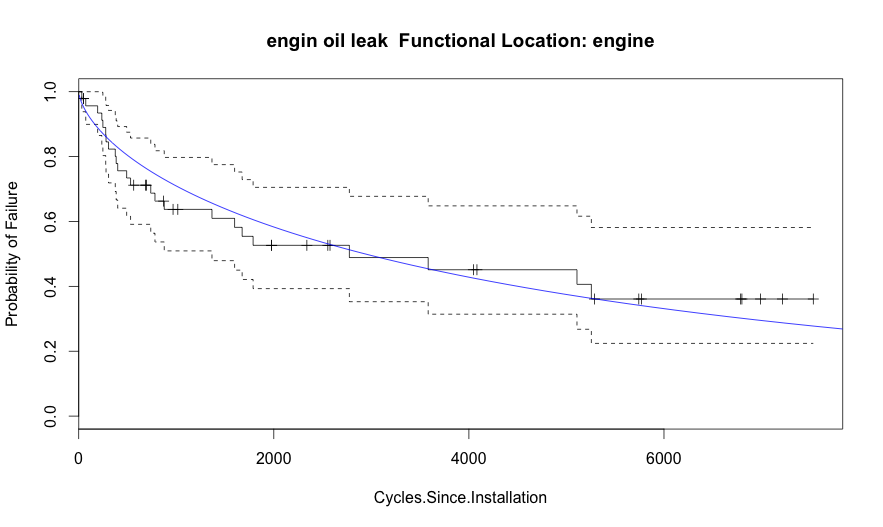 engin oil leak  Functional Location: engine
Probability of Failure
1.0
0.8
0.6
0.4
0.2
0.0
0 2000 4000 6000
Cycles.Since.Installation